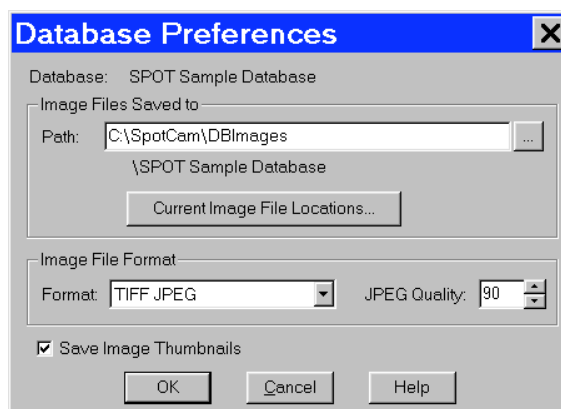 Database Preferences
Database: SPOT Sample Database
Image Files Saved to
Path: C:\SpotCam\DBImages ...
\SPOT Sample Database
Current Image File Locations...
Image File Format
Format: TIFF JPEG JPEG Quality: 90
Save Image Thumbnails
OK Cancel Help